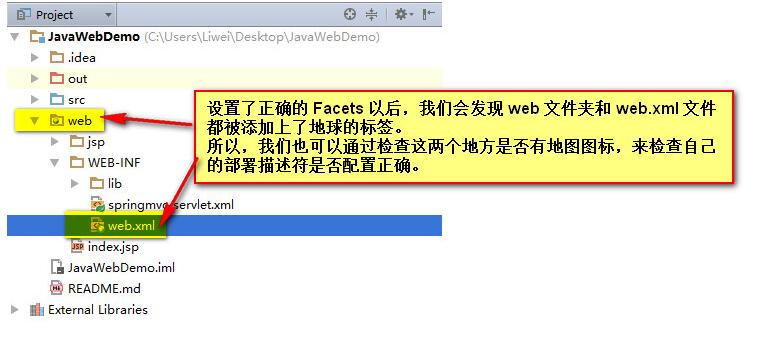 Project
JavaWebDemo (C:\Users\Liwei\Desktop\JavaWebDemo)
.idea
out
src
web
jsp
WEB-INF
lib
springmvc-servlet.xml
web.xml
index.jsp
JavaWebDemo.iml
README.md
External Libraries
设置了正确的 Facets 以后，我们会发现 web 文件夹和 web.xml 文件
都被添加上了地球的标签。
所以，我们也可以通过检查这两个地方是否有地图图标，来检查自己
的部署描述符是否配置正确。